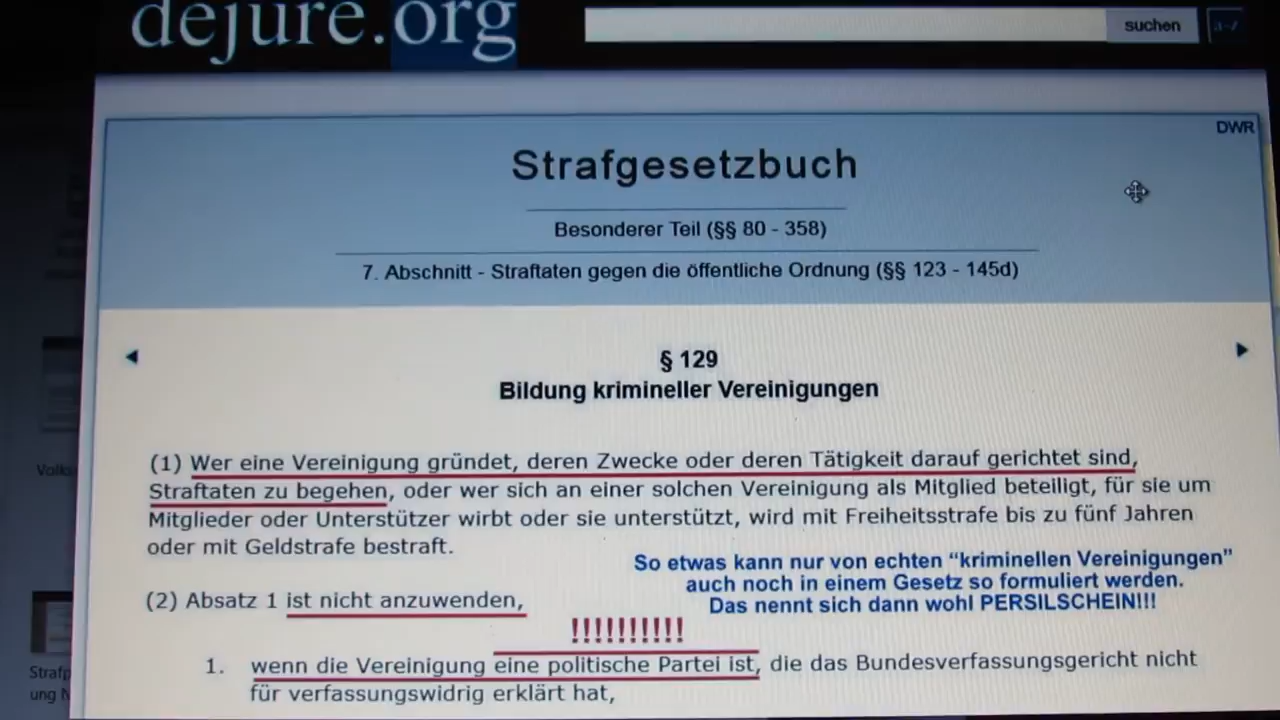 dejure.org
suchen
a-z
DWR
Strafgesetzbuch
Besonderer Teil (§§ 80 - 358)
7. Abschnitt - Straftaten gegen die öffentliche Ordnung (§§ 123 - 145d)
§ 129
Bildung krimineller Vereinigungen
(1) Wer eine Vereinigung gründet, deren Zwecke oder deren Tätigkeit darauf gerichtet sind,
Straftaten zu begehen, oder wer sich an einer solchen Vereinigung als Mitglied beteiligt, für sie um
Mitglieder oder Unterstützer wirbt oder sie unterstützt, wird mit Freiheitsstrafe bis zu fünf Jahren
oder mit Geldstrafe bestraft.
So etwas kann nur von echten “kriminellen Vereinigungen”
auch noch in einem Gesetz so formuliert werden.
Das nennt sich dann wohl PERSILSCHEIN!!!
(2) Absatz 1 ist nicht anzuwenden,
!!!!!!!!!!
1. wenn die Vereinigung eine politische Partei ist, die das Bundesverfassungsgericht nicht
für verfassungswidrig erklärt hat,
Volks
Strafp
ung N